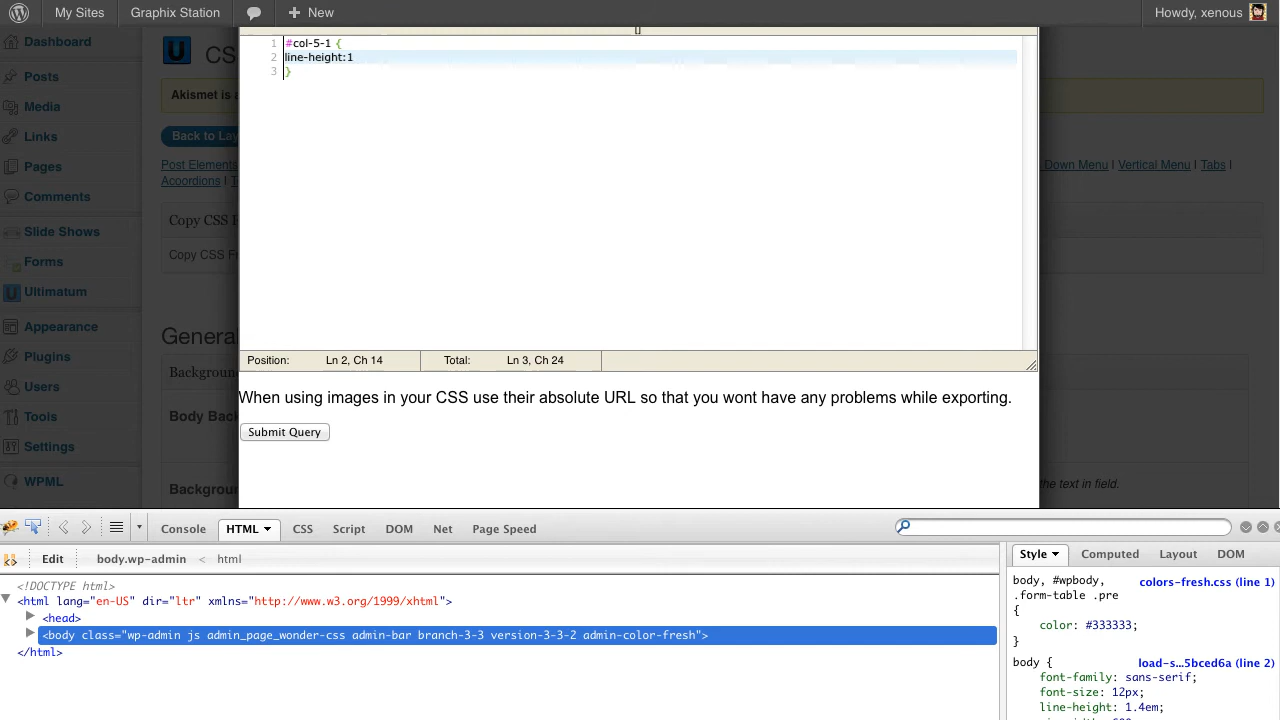 My Sites Graphix Station New Howdy, xenous
Dashboard
Posts
Media
Links
Pages
Comments
Slide Shows
Forms
Ultimatum
Appearance
Plugins
Users
Tools
Settings
WPML
CS
Akismet is a
Back to Lay
Post Elements
Down Menu | Vertical Menu | Tabs |
Acoordions |
Copy CSS F
Copy CSS Fr
General
Background
Body Back
Background
the text in field.
[]
1 #col-5-1 {
2 line-height:1
3 }
Position: Ln 2, Ch 14 Total: Ln 3, Ch 24
When using images in your CSS use their absolute URL so that you wont have any problems while exporting.
Submit Query
Console HTML CSS Script DOM Net Page Speed
Edit body.wp-admin < html
<!DOCTYPE html>
<html lang="en-US" dir="ltr" xmlns="http://www.w3.org/1999/xhtml">
<head>
<body class="wp-admin js admin_page_wonder-css admin-bar branch-3-3 version-3-3-2 admin-color-fresh">
</html>
Style Computed Layout DOM
body, #wpbody, colors-fresh.css (line 1)
.form-table .pre
{
color: #333333;
}
body { load-s...5bced6a (line 2)
font-family: sans-serif;
font-size: 12px;
line-height: 1.4em;